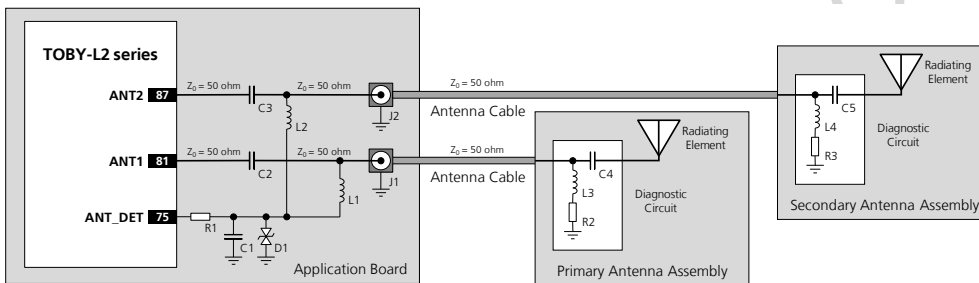 TOBY-L2 series
Z₀ = 50 ohm
Z₀ = 50 ohm
Z₀ = 50 ohm
Radiating
Element
ANT2
87
C3
J2
Antenna Cable
C5
L2
L4
Diagnostic
Circuit
R3
Z₀ = 50 ohm
Z₀ = 50 ohm
Z₀ = 50 ohm
Radiating
Element
ANT1
81
C2
J1
Antenna Cable
C4
L1
L3
Diagnostic
Circuit
R2
Secondary Antenna Assembly
ANT_DET
75
R1
C1
D1
Application Board
Primary Antenna Assembly